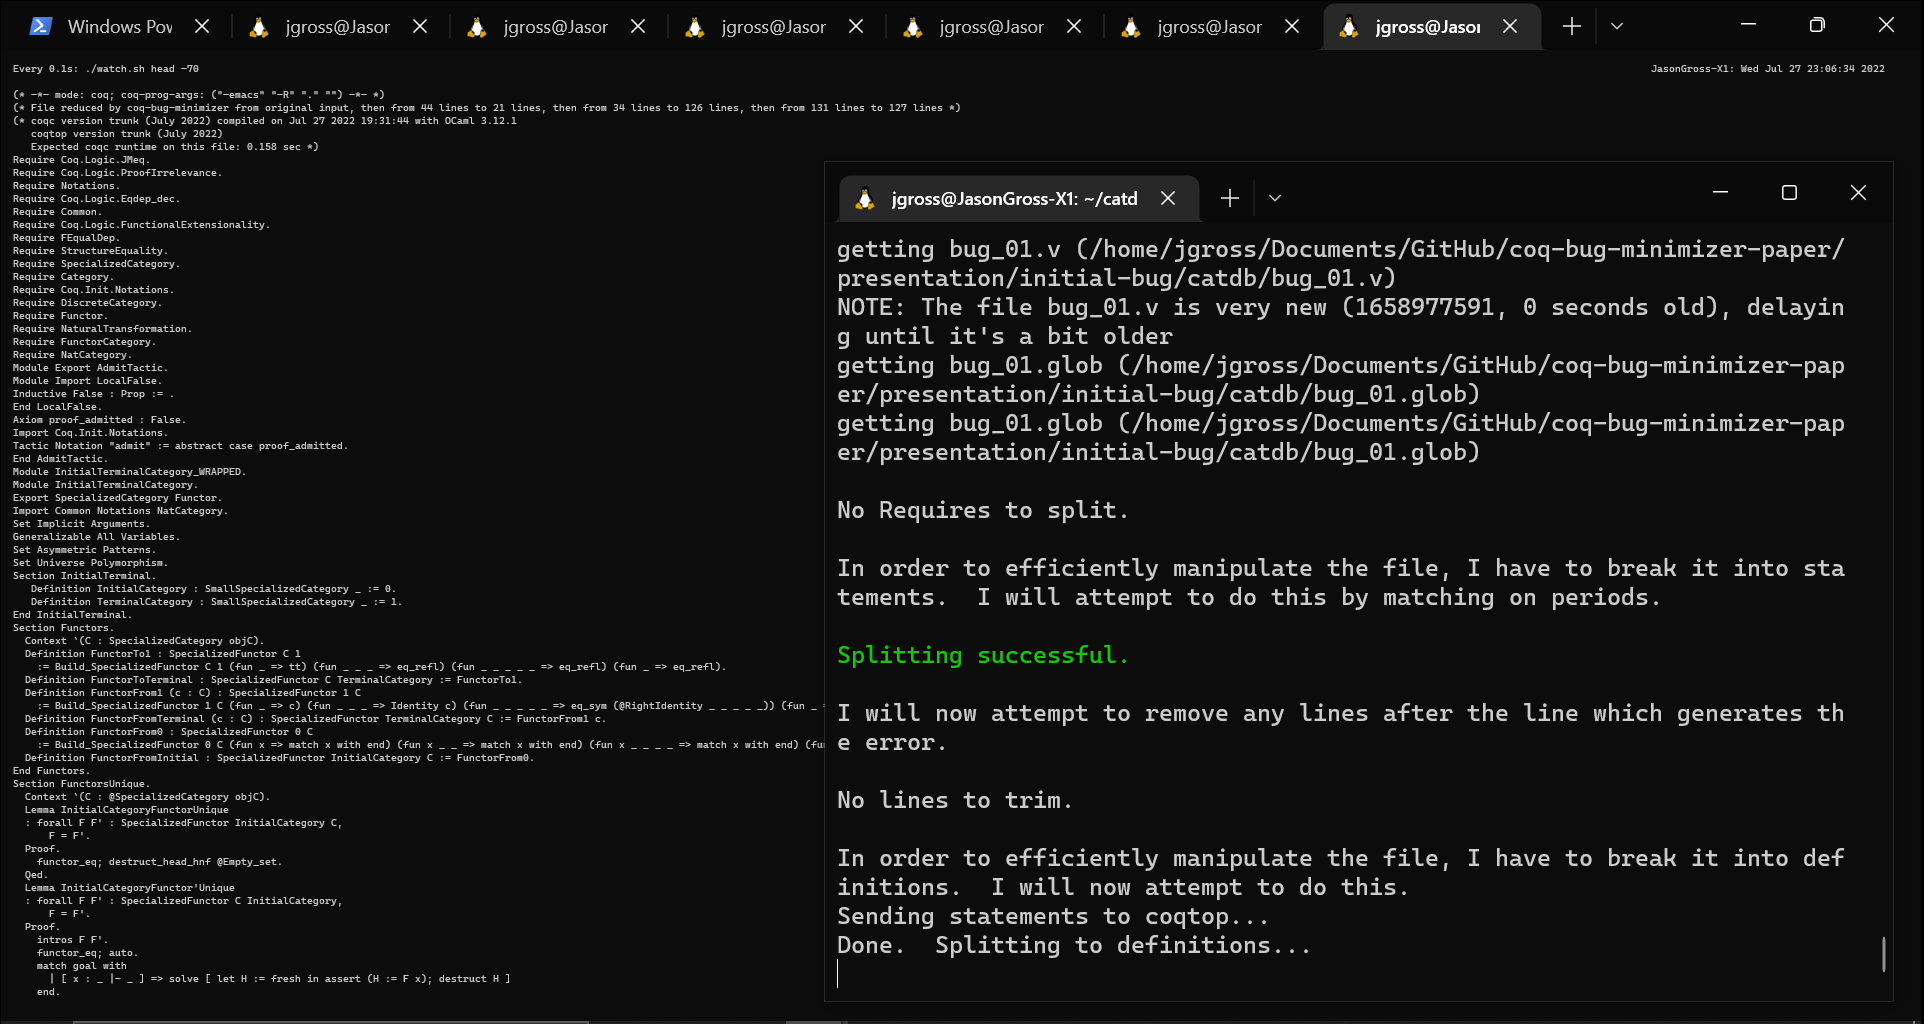 Windows Pov
jgross@Jasor
jgross@Jasor
jgross@Jasor
jgross@Jasor
jgross@Jasor
jgross@Jasor
Every 0.1s: ./watch.sh head -70
JasonGross-X1: Wed Jul 27 23:06:34 2022
(* -*- mode: coq; coq-prog-args: ("-emacs" "-R" "." "") -*- *)
(* File reduced by coq-bug-minimizer from original input, then from 44 lines to 21 lines, then from 34 lines to 126 lines, then from 131 lines to 127 lines *)
(* coqc version trunk (July 2022) compiled on Jul 27 2022 19:31:44 with OCaml 3.12.1
   coqtop version trunk (July 2022)
   Expected coqc runtime on this file: 0.158 sec *)
Require Coq.Logic.JMeq.
Require Coq.Logic.ProofIrrelevance.
Require Notations.
Require Coq.Logic.Eqdep_dec.
Require Common.
Require Coq.Logic.FunctionalExtensionality.
Require FEqualDep.
Require StructureEquality.
Require SpecializedCategory.
Require Category.
Require Coq.Init.Notations.
Require DiscreteCategory.
Require Functor.
Require NaturalTransformation.
Require FunctorCategory.
Require NatCategory.
Module Export AdmitTactic.
Module Import LocalFalse.
Inductive False : Prop := .
End LocalFalse.
Axiom proof_admitted : False.
Import Coq.Init.Notations.
Tactic Notation "admit" := abstract case proof_admitted.
End AdmitTactic.
Module InitialTerminalCategory_WRAPPED.
Module InitialTerminalCategory.
Export SpecializedCategory Functor.
Import Common Notations NatCategory.
Set Implicit Arguments.
Generalizable All Variables.
Set Asymmetric Patterns.
Set Universe Polymorphism.
Section InitialTerminal.
   Definition InitialCategory : SmallSpecializedCategory _ := 0.
   Definition TerminalCategory : SmallSpecializedCategory _ := 1.
End InitialTerminal.
Section Functors.
  Context `(C : SpecializedCategory objC).
  Definition FunctorTo1 : SpecializedFunctor C 1
    := Build_SpecializedFunctor C 1 (fun _ => tt) (fun _ _ _ => eq_refl) (fun _ _ _ _ _ => eq_refl) (fun _ => eq_refl).
  Definition FunctorToTerminal : SpecializedFunctor C TerminalCategory := FunctorTo1.
  Definition FunctorFrom1 (c : C) : SpecializedFunctor 1 C
    := Build_SpecializedFunctor 1 C (fun _ => c) (fun _ _ _ => Identity c) (fun _ _ _ _ _ => eq_sym (@RightIdentity _ _ _ _ _)) (fun _ =
  Definition FunctorFromTerminal (c : C) : SpecializedFunctor TerminalCategory C := FunctorFrom1 c.
  Definition FunctorFrom0 : SpecializedFunctor 0 C
    := Build_SpecializedFunctor 0 C (fun x => match x with end) (fun x _ _ => match x with end) (fun x _ _ _ _ => match x with end) (fu
  Definition FunctorFromInitial : SpecializedFunctor InitialCategory C := FunctorFrom0.
End Functors.
Section FunctorsUnique.
  Context `(C : @SpecializedCategory objC).
  Lemma InitialCategoryFunctorUnique
  : forall F F' : SpecializedFunctor InitialCategory C,
      F = F'.
  Proof.
    functor_eq; destruct_head_hnf @Empty_set.
  Qed.
  Lemma InitialCategoryFunctor'Unique
  : forall F F' : SpecializedFunctor C InitialCategory,
      F = F'.
  Proof.
    intros F F'.
    functor_eq; auto.
    match goal with
      | [ x : _ |- _ ] => solve [ let H := fresh in assert (H := F x); destruct H ]
    end.
jgross@JasonGross-X1: ~/catd
getting bug_01.v (/home/jgross/Documents/GitHub/coq-bug-minimizer-paper/
presentation/initial-bug/catdb/bug_01.v)
NOTE: The file bug_01.v is very new (1658977591, 0 seconds old), delayin
g until it's a bit older
getting bug_01.glob (/home/jgross/Documents/GitHub/coq-bug-minimizer-pap
er/presentation/initial-bug/catdb/bug_01.glob)
getting bug_01.glob (/home/jgross/Documents/GitHub/coq-bug-minimizer-pap
er/presentation/initial-bug/catdb/bug_01.glob)
No Requires to split.
In order to efficiently manipulate the file, I have to break it into sta
tements.  I will attempt to do this by matching on periods.
Splitting successful.
I will now attempt to remove any lines after the line which generates th
e error.
No lines to trim.
In order to efficiently manipulate the file, I have to break it into def
initions.  I will now attempt to do this.
Sending statements to coqtop...
Done.  Splitting to definitions...